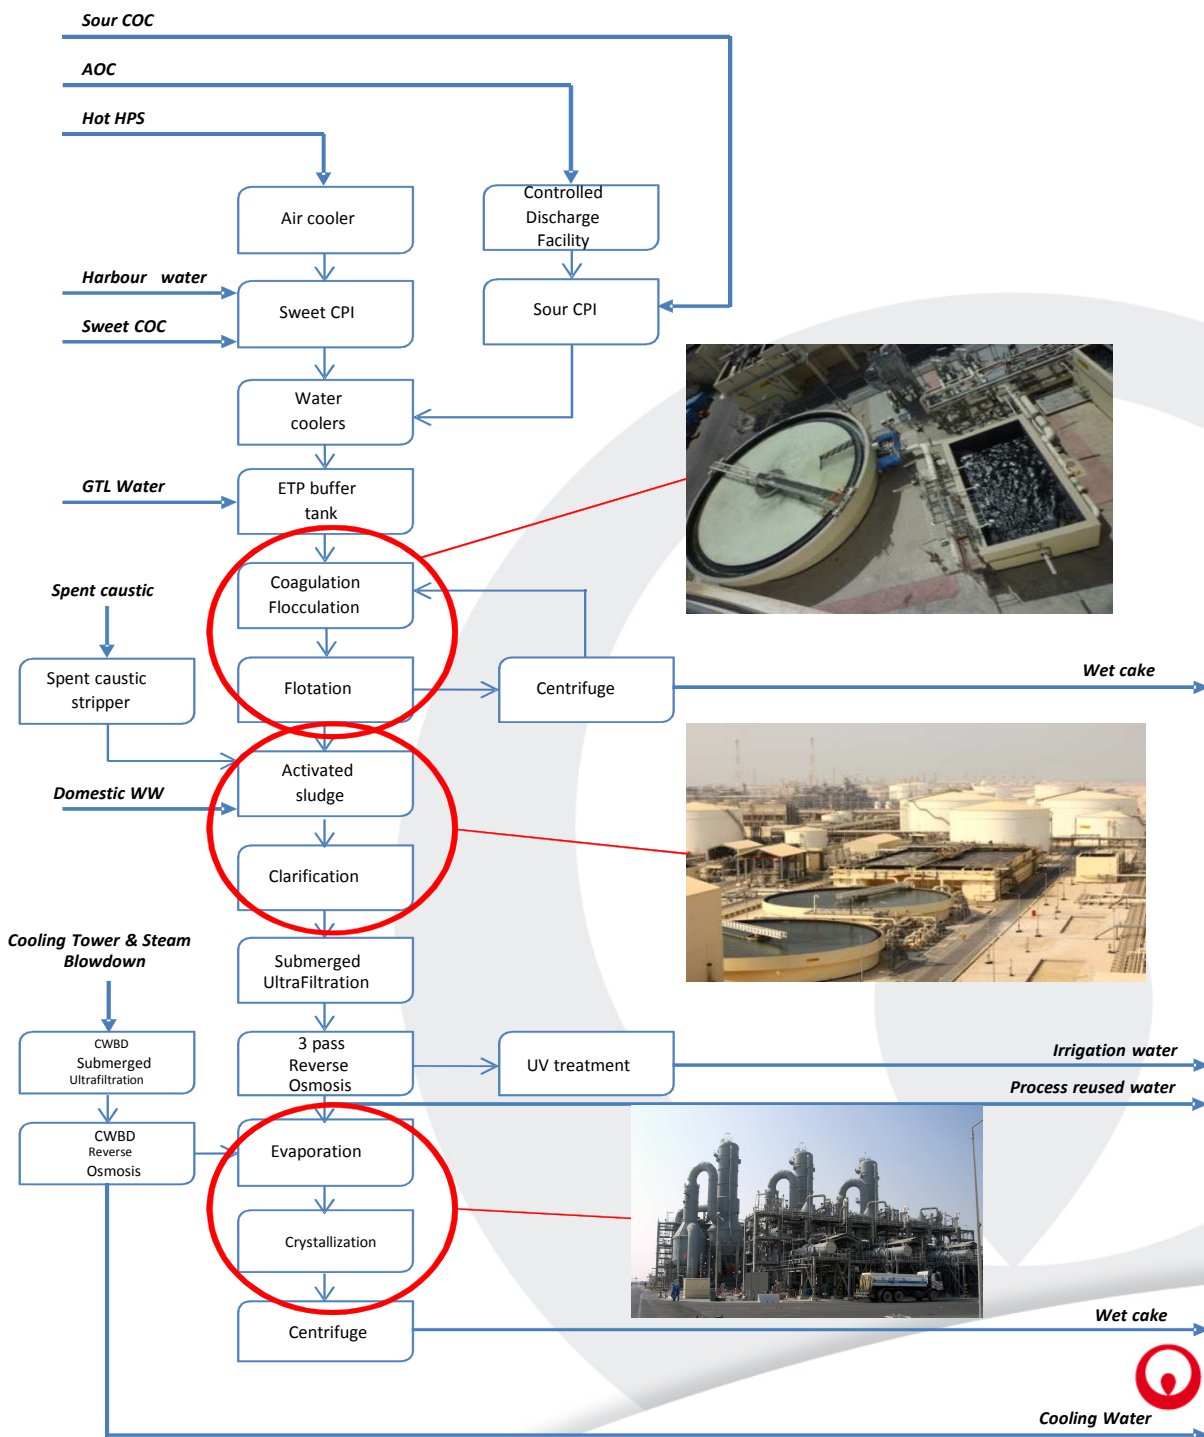 Sour COC
AOC
Hot HPS
Air cooler
Controlled
Discharge
Facility
Harbour water
Sweet COC
Sweet CPI
Sour CPI
Water
coolers
GTL Water
ETP buffer
tank
Coagulation
Flocculation
Spent caustic
Spent caustic
stripper
Flotation
Centrifuge
Wet cake
Activated
sludge
Domestic WW
Clarification
Cooling Tower & Steam
Blowdown
Submerged
UltraFiltration
CWBD
Submerged
Ultrafiltration
3 pass
Reverse
Osmosis
UV treatment
Irrigation water
Process reused water
CWBD
Reverse
Osmosis
Evaporation
Crystallization
Centrifuge
Wet cake
Cooling Water